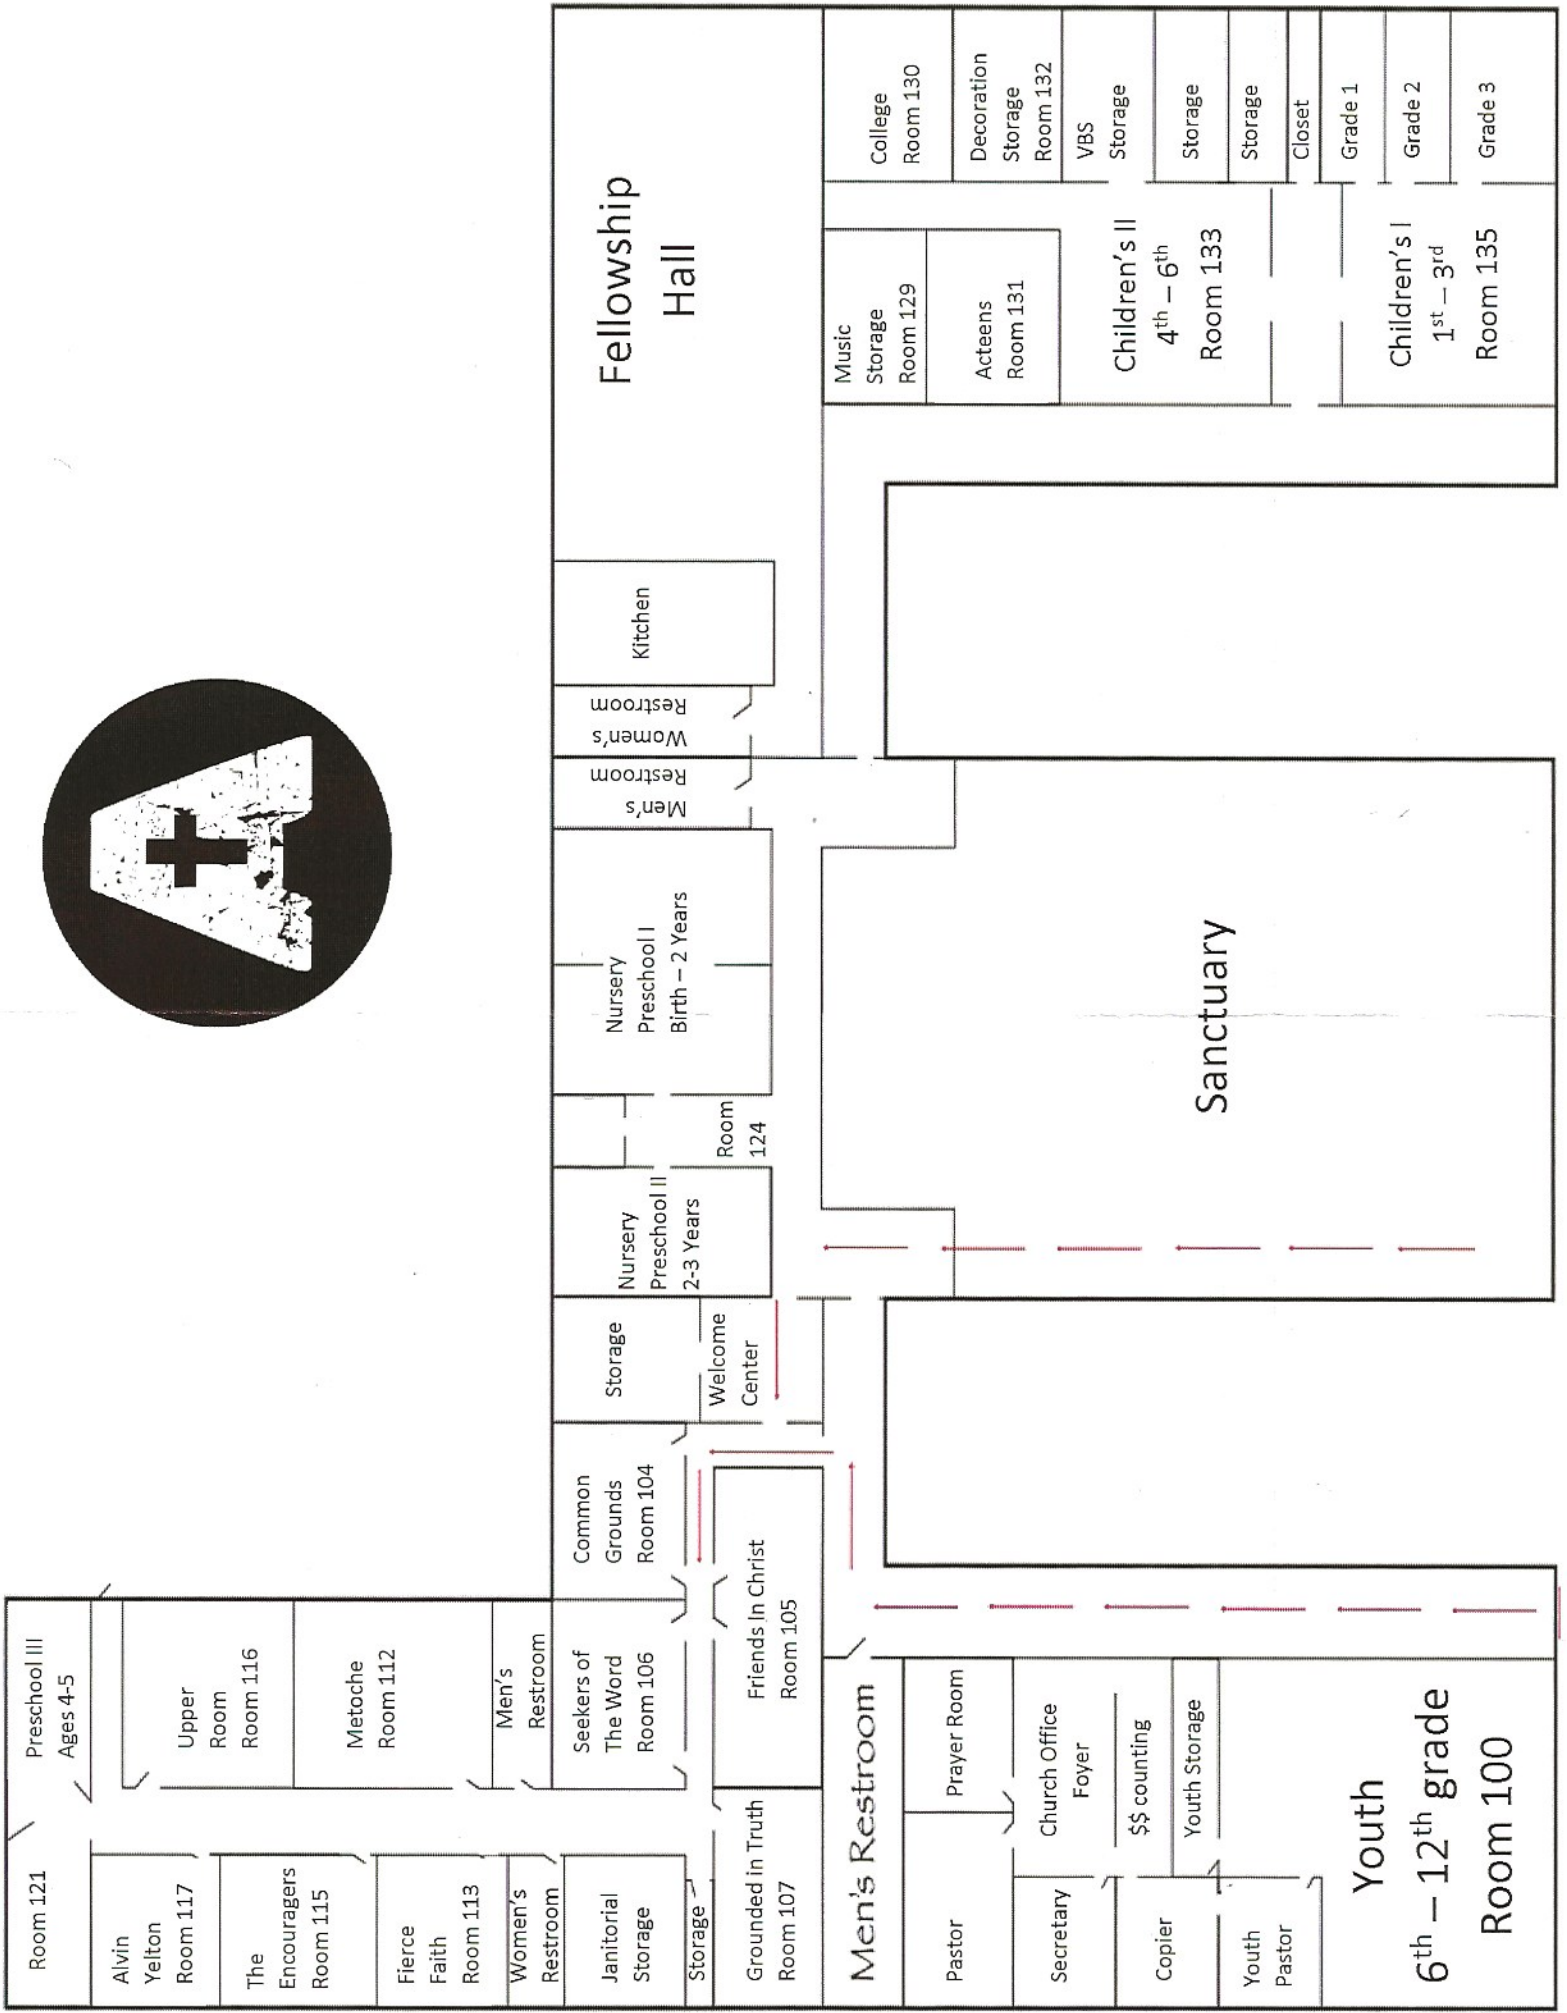 Fellowship
Hall
College
Room 130
Decoration
Storage
Room 132
VBS
Storage
Storage
Storage
Closet
Grade 1
Grade 2
Grade 3
Music
Storage
Room 129
Acteens
Room 131
Children's II
4th – 6th
Room 133
Children's I
1st – 3rd
Room 135
Kitchen
Women's
Restroom
Men's
Restroom
A
Nursery
Preschool I
Birth – 2 Years
Room
124
Nursery
Preschool II
2-3 Years
Sanctuary
Storage
Welcome
Center
Common
Grounds
Room 104
Friends In Christ
Room 105
Preschool III
Ages 4-5
Upper
Room
Room 116
Metoche
Room 112
Men's
Restroom
Seekers of
The Word
Room 106
Room 121
Alvin
Yelton
Room 117
The
Encouragers
Room 115
Fierce
Faith
Room 113
Women's
Restroom
Janitorial
Storage
Storage
Grounded in Truth
Room 107
Men's Restroom
Prayer Room
Pastor
Church Office
Foyer
Secretary
$$ counting
Copier
Youth Storage
Youth
Pastor
Youth
6th – 12th grade
Room 100